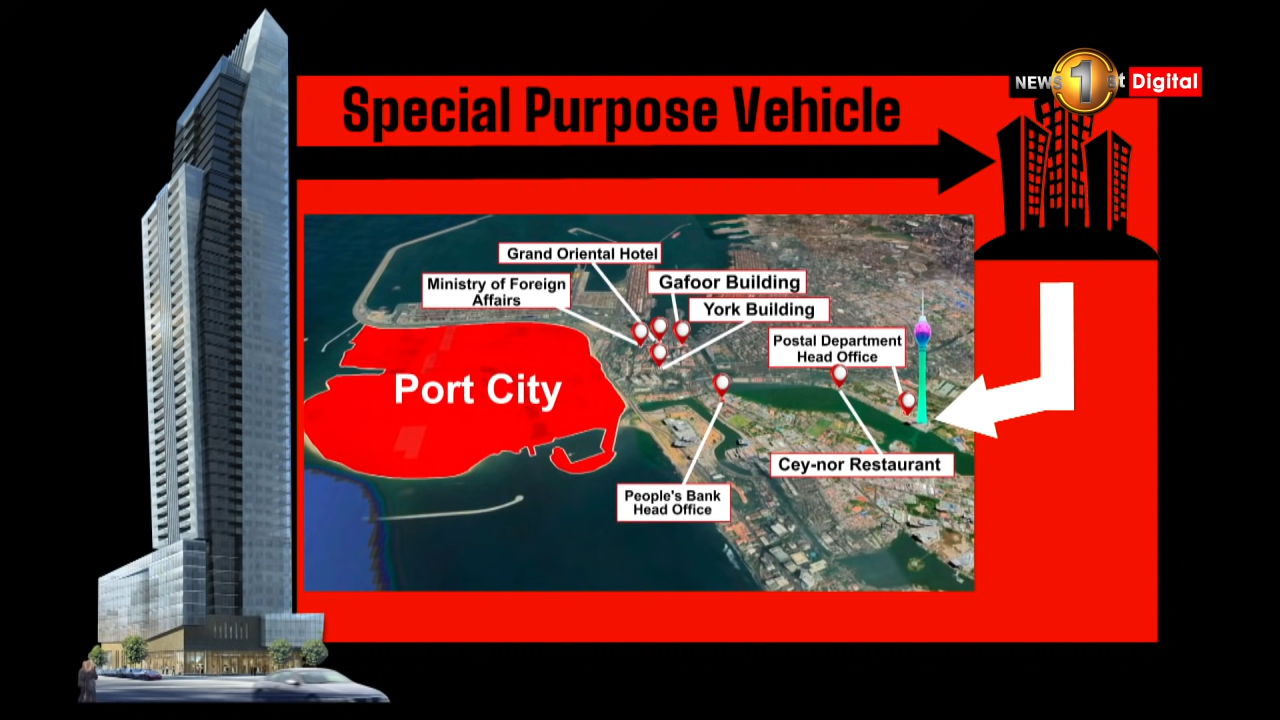 NEWS 1st Digital
Special Purpose Vehicle
Grand Oriental Hotel
Ministry of Foreign
Affairs
Gafoor Building
York Building
Postal Department
Head Office
Port City
Cey-nor Restaurant
People's Bank
Head Office